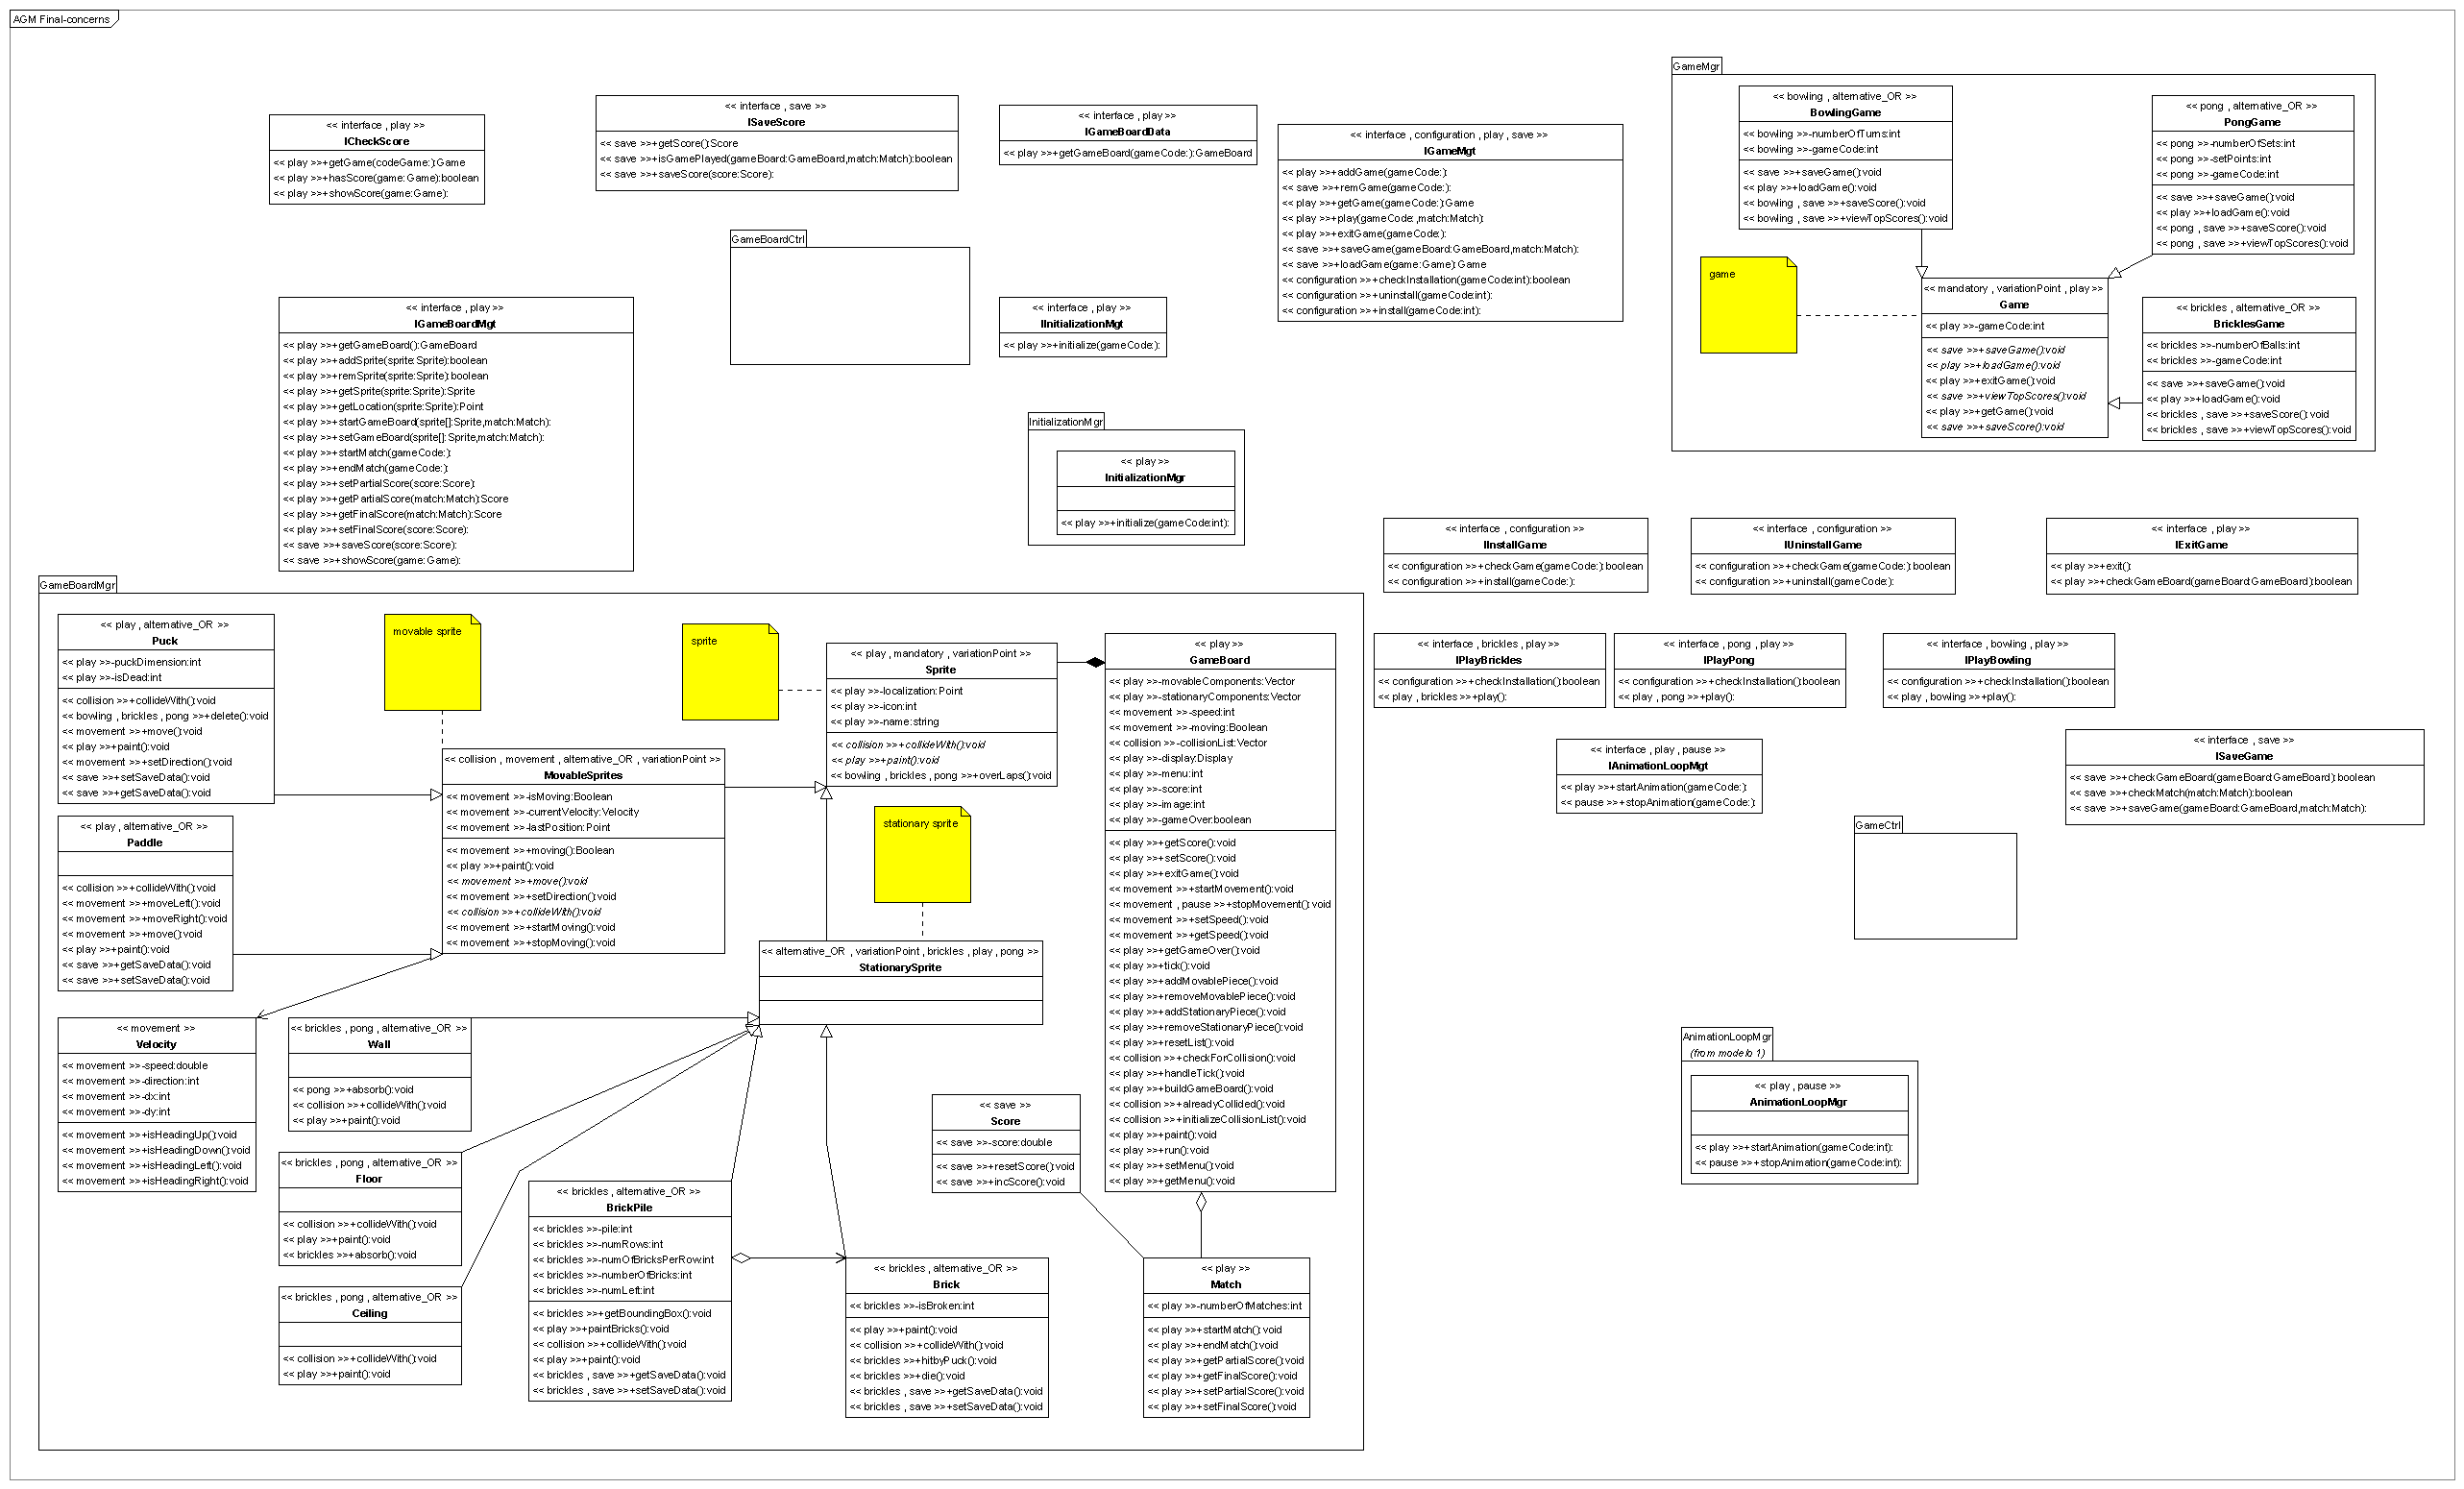 AGM Final-concerns
<< interface , play >>
ICheckScore
<< play >>+getGame(codeGame:):Game
<< play >>+hasScore(game: Game):boolean
<< play >>+showScore(game:Game):
<< interface , save >>
ISaveScore
<< save >>+getScore():Score
<< save >>+isGamePlayed(gameBoard:GameBoard,match:Match):boolean
<< save >>+saveScore(score:Score):
<< interface , play >>
IGameBoardData
<< play >>+getGameBoard(gameCode:):GameBoard
<< interface , configuration , play , save >>
IGameMgt
<< play >>+addGame(gameCode:):
<< save >>+remGame(gameCode:):
<< play >>+getGame(gameCode:):Game
<< play >>+play(gameCode: ,match:Match):
<< play >>+exitGame(gameCode:):
<< save >>+saveGame(gameBoard:GameBoard,match:Match):
<< save >>+loadGame(game:Game):Game
<< configuration >>+checkInstallation(gameCode:int):boolean
<< configuration >>+uninstall(gameCode:int):
<< configuration >>+install(gameCode:int):
GameMgr
<< bowling , alternative_OR >>
BowlingGame
<< bowling >>-numberOfTurns:int
<< bowling >>-gameCode:int
<< save >>+saveGame():void
<< play >>+loadGame():void
<< bowling , save >>+saveScore():void
<< bowling , save >>+viewTopScores():void
<< pong , alternative_OR >>
PongGame
<< pong >>-numberOfSets:int
<< pong >>-setPoints:int
<< pong >>-gameCode:int
<< save >>+saveGame():void
<< play >>+loadGame():void
<< pong , save >>+saveScore():void
<< pong , save >>+viewTopScores():void
game
<< mandatory , variationPoint , play >>
Game
<< play >>-gameCode:int
<< save >>+saveGame():void
<< play >>+loadGame():void
<< play >>+exitGame():void
<< save >>+viewTopScores():void
<< play >>+getGame():void
<< save >>+saveScore():void
<< brickles , alternative_OR >>
BricklesGame
<< brickles >>-numberOfBalls:int
<< brickles >>-gameCode:int
<< save >>+saveGame():void
<< play >>+loadGame():void
<< brickles , save >>+saveScore():void
<< brickles , save >>+viewTopScores():void
GameBoardCtrl
<< interface , play >>
IGameBoardMgt
<< play >>+getGameBoard():GameBoard
<< play >>+addSprite(sprite:Sprite):boolean
<< play >>+remSprite(sprite:Sprite):boolean
<< play >>+getSprite(sprite:Sprite):Sprite
<< play >>+getLocation(sprite:Sprite):Point
<< play >>+startGameBoard(sprite[]:Sprite,match:Match):
<< play >>+setGameBoard(sprite[]:Sprite,match:Match):
<< play >>+startMatch(gameCode:):
<< play >>+endMatch(gameCode:):
<< play >>+setPartialScore(score:Score):
<< play >>+getPartialScore(match:Match):Score
<< play >>+getFinalScore(match:Match):Score
<< play >>+setFinalScore(score:Score):
<< save >>+saveScore(score:Score):
<< save >>+showScore(game:Game):
<< interface , play >>
IInitializationMgt
<< play >>+initialize(gameCode:):
InitializationMgr
<< play >>
InitializationMgr
<< play >>+initialize(gameCode:int):
<< interface , configuration >>
IInstallGame
<< configuration >>+checkGame(gameCode:):boolean
<< configuration >>+install(gameCode:):
<< interface , configuration >>
IUninstallGame
<< configuration >>+checkGame(gameCode:):boolean
<< configuration >>+uninstall(gameCode:):
<< interface , play >>
IExitGame
<< play >>+exit():
<< play >>+checkGameBoard(gameBoard:GameBoard):boolean
GameBoardMgr
<< play , alternative_OR >>
Puck
<< play >>-puckDimension:int
<< play >>-isDead:int
<< collision >>+collideWith():void
<< bowling , brickles , pong >>+delete():void
<< movement >>+move():void
<< play >>+paint():void
<< movement >>+setDirection():void
<< save >>+setSaveData():void
<< save >>+getSaveData():void
movable sprite
sprite
<< play , mandatory , variationPoint >>
Sprite
<< play >>-localization:Point
<< play >>-icon:int
<< play >>-name:string
<< collision >>+collideWith():void
<< play >>+paint():void
<< bowling , brickles , pong >>+overLaps():void
<< play >>
GameBoard
<< play >>-movableComponents:Vector
<< play >>-stationaryComponents:Vector
<< movement >>-speed:int
<< movement >>-moving:Boolean
<< collision >>-collisionList:Vector
<< play >>-display:Display
<< play >>-menu:int
<< play >>-score:int
<< play >>-image:int
<< play >>-gameOver:boolean
<< play >>+getScore():void
<< play >>+setScore():void
<< play >>+exitGame():void
<< movement >>+startMovement():void
<< movement , pause >>+stopMovement():void
<< movement >>+setSpeed():void
<< movement >>+getSpeed():void
<< play >>+getGameOver():void
<< play >>+tick():void
<< play >>+addMovablePiece():void
<< play >>+removeMovablePiece():void
<< play >>+addStationaryPiece():void
<< play >>+removeStationaryPiece():void
<< play >>+resetList():void
<< collision >>+checkForCollision():void
<< play >>+handleTick():void
<< play >>+buildGameBoard():void
<< collision >>+alreadyCollided():void
<< collision >>+initializeCollisionList():void
<< play >>+paint():void
<< play >>+run():void
<< play >>+setMenu():void
<< play >>+getMenu():void
<< interface , brickles , play >>
IPlayBrickles
<< configuration >>+checkInstallation():boolean
<< play , brickles >>+play():
<< interface , pong , play >>
IPlayPong
<< configuration >>+checkInstallation():boolean
<< play , pong >>+play():
<< interface , bowling , play >>
IPlayBowling
<< configuration >>+checkInstallation():boolean
<< play , bowling >>+play():
<< interface , play , pause >>
IAnimationLoopMgt
<< play >>+startAnimation(gameCode:):
<< pause >>+stopAnimation(gameCode:):
<< interface , save >>
ISaveGame
<< save >>+checkGameBoard(gameBoard:GameBoard):boolean
<< save >>+checkMatch(match:Match):boolean
<< save >>+saveGame(gameBoard:GameBoard,match:Match):
GameCtrl
<< collision , movement , alternative_OR , variationPoint >>
MovableSprites
<< movement >>-isMoving:Boolean
<< movement >>-currentVelocity:Velocity
<< movement >>-lastPosition:Point
<< movement >>+moving():Boolean
<< play >>+paint():void
<< movement >>+move():void
<< movement >>+setDirection():void
<< collision >>+collideWith():void
<< movement >>+startMoving():void
<< movement >>+stopMoving():void
<< play , alternative_OR >>
Paddle
<< collision >>+collideWith():void
<< movement >>+moveLeft():void
<< movement >>+moveRight():void
<< movement >>+move():void
<< play >>+paint():void
<< save >>+getSaveData():void
<< save >>+setSaveData():void
stationary sprite
<< alternative_OR , variationPoint , brickles , play , pong >>
StationarySprite
<< movement >>
Velocity
<< movement >>-speed:double
<< movement >>-direction:int
<< movement >>-dx:int
<< movement >>-dy:int
<< movement >>+isHeadingUp():void
<< movement >>+isHeadingDown():void
<< movement >>+isHeadingLeft():void
<< movement >>+isHeadingRight():void
<< brickles , pong , alternative_OR >>
Wall
<< pong >>+absorb():void
<< collision >>+collideWith():void
<< play >>+paint():void
<< brickles , pong , alternative_OR >>
Floor
<< collision >>+collideWith():void
<< play >>+paint():void
<< brickles >>+absorb():void
<< brickles , pong , alternative_OR >>
Ceiling
<< collision >>+collideWith():void
<< play >>+paint():void
<< brickles , alternative_OR >>
BrickPile
<< brickles >>-pile:int
<< brickles >>-numRows:int
<< brickles >>-numOfBricksPerRow:int
<< brickles >>-numberOfBricks:int
<< brickles >>-numLeft:int
<< brickles >>+getBoundingBox():void
<< play >>+paintBricks():void
<< collision >>+collideWith():void
<< play >>+paint():void
<< brickles , save >>+getSaveData():void
<< brickles , save >>+setSaveData():void
<< brickles , alternative_OR >>
Brick
<< brickles >>-isBroken:int
<< play >>+paint():void
<< collision >>+collideWith():void
<< brickles >>+hitbyPuck():void
<< brickles >>+die():void
<< brickles , save >>+getSaveData():void
<< brickles , save >>+setSaveData():void
<< save >>
Score
<< save >>-score:double
<< save >>+resetScore():void
<< save >>+incScore():void
<< play >>
Match
<< play >>-numberOfMatches:int
<< play >>+startMatch():void
<< play >>+endMatch():void
<< play >>+getPartialScore():void
<< play >>+getFinalScore():void
<< play >>+setPartialScore():void
<< play >>+setFinalScore():void
AnimationLoopMgr
(from modelo 1)
<< play , pause >>
AnimationLoopMgr
<< play >>+startAnimation(gameCode:int):
<< pause >>+stopAnimation(gameCode:int):